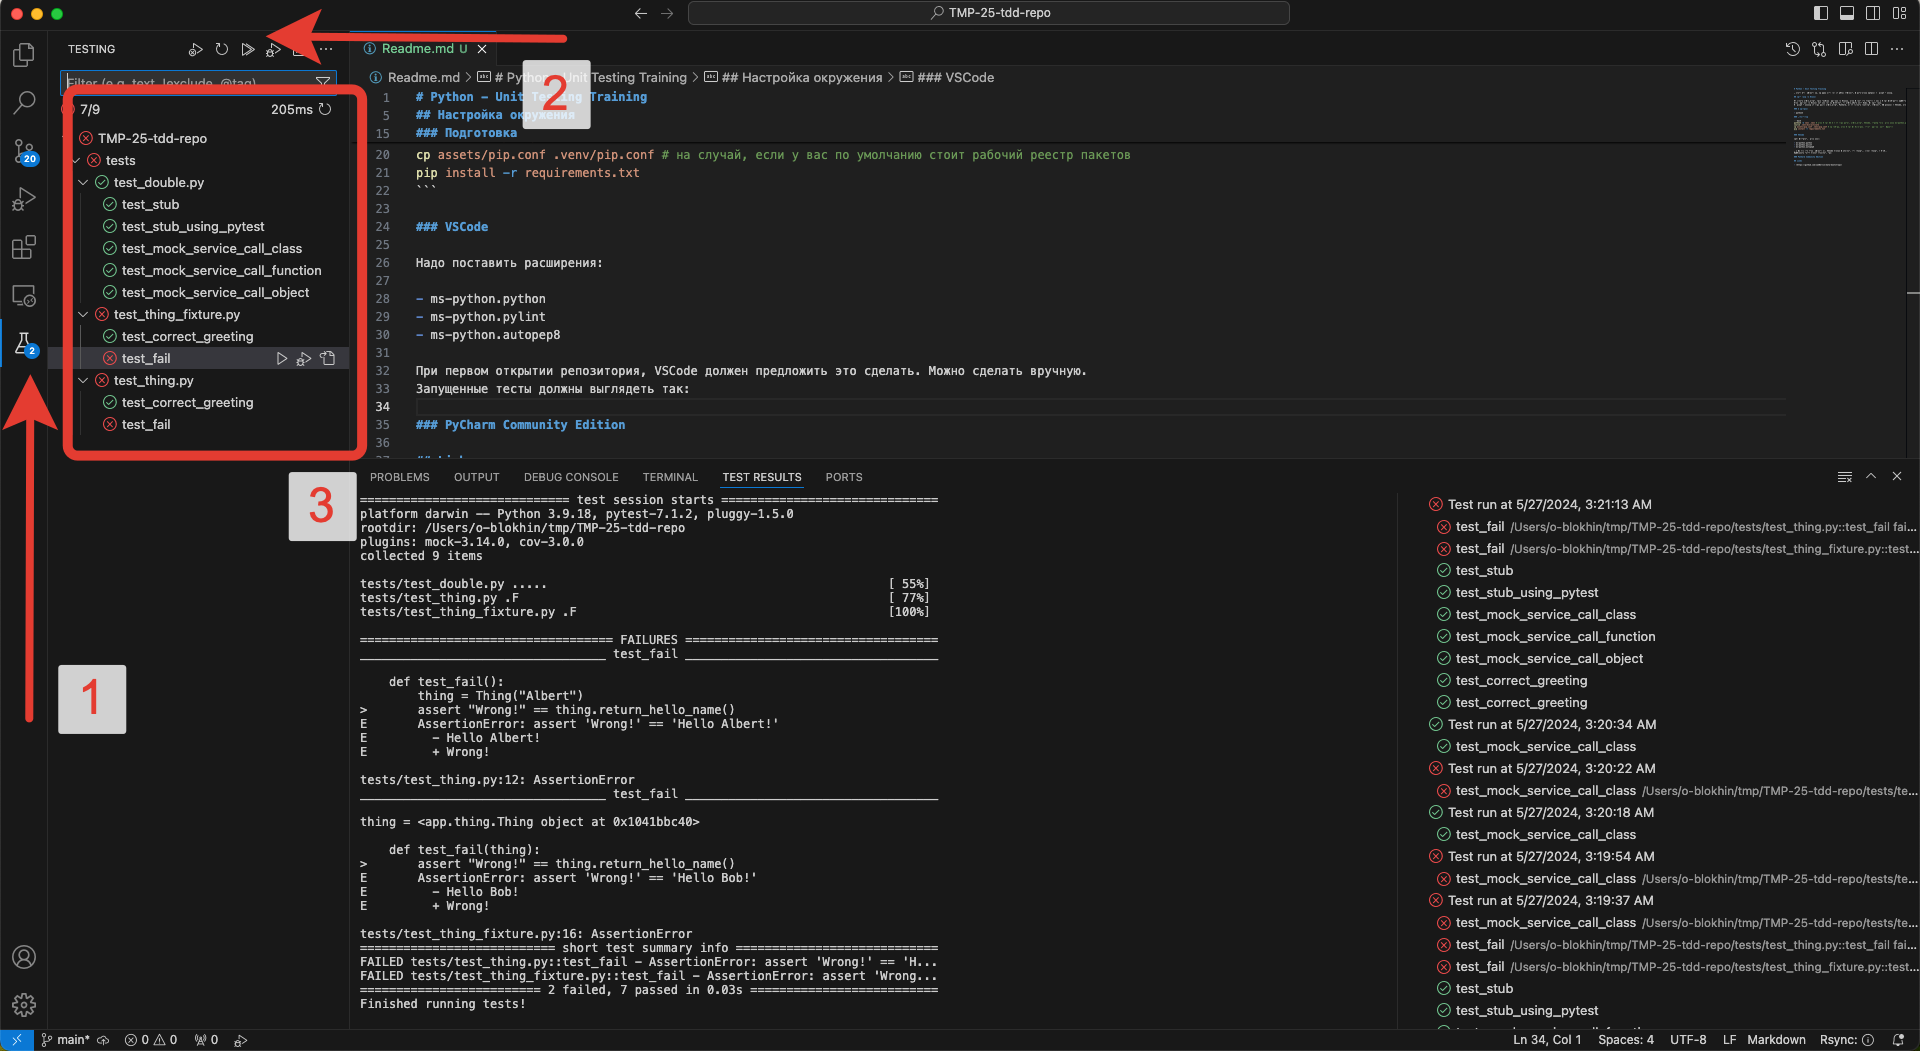 TMP-25-tdd-repo
TESTING
Readme.md U
Filter (e.g. text, !exclude, @tag)
7/9
205ms
TMP-25-tdd-repo
tests
test_double.py
test_stub
test_stub_using_pytest
test_mock_service_call_class
test_mock_service_call_function
test_mock_service_call_object
test_thing_fixture.py
test_correct_greeting
test_fail
test_thing.py
test_correct_greeting
test_fail
20
2
1
2
3
Readme.md > # Python - Unit Testing Training > ## Настройка окружения > ### VSCode
1 # Python - Unit Testing Training
5 ## Настройка окружения
15 ### Подготовка
20 cp assets/pip.conf .venv/pip.conf # на случай, если у вас по умолчанию стоит рабочий реестр пакетов
21 pip install -r requirements.txt
22 ```
23
24 ### VSCode
25
26 Надо поставить расширения:
27
28 - ms-python.python
29 - ms-python.pylint
30 - ms-python.autopep8
31
32 При первом открытии репозитория, VSCode должен предложить это сделать. Можно сделать вручную.
33 Запущенные тесты должны выглядеть так:
34
35 ### PyCharm Community Edition
36
PROBLEMS OUTPUT DEBUG CONSOLE TERMINAL TEST RESULTS PORTS
============================= test session starts ==============================
platform darwin -- Python 3.9.18, pytest-7.1.2, pluggy-1.5.0
rootdir: /Users/o-blokhin/tmp/TMP-25-tdd-repo
plugins: mock-3.14.0, cov-3.0.0
collected 9 items
tests/test_double.py ..... [ 55%]
tests/test_thing.py .F [ 77%]
tests/test_thing_fixture.py .F [100%]
=================================== FAILURES ===================================
__________________________________ test_fail ___________________________________
def test_fail():
thing = Thing("Albert")
> assert "Wrong!" == thing.return_hello_name()
E AssertionError: assert 'Wrong!' == 'Hello Albert!'
E - Hello Albert!
E + Wrong!
tests/test_thing.py:12: AssertionError
__________________________________ test_fail ___________________________________
thing = <app.thing.Thing object at 0x1041bbc40>
def test_fail(thing):
> assert "Wrong!" == thing.return_hello_name()
E AssertionError: assert 'Wrong!' == 'Hello Bob!'
E - Hello Bob!
E + Wrong!
tests/test_thing_fixture.py:16: AssertionError
=========================== short test summary info ============================
FAILED tests/test_thing.py::test_fail - AssertionError: assert 'Wrong!' == 'H...
FAILED tests/test_thing_fixture.py::test_fail - AssertionError: assert 'Wrong...
========================= 2 failed, 7 passed in 0.03s ==========================
Finished running tests!
Test run at 5/27/2024, 3:21:13 AM
test_fail /Users/o-blokhin/tmp/TMP-25-tdd-repo/tests/test_thing.py::test_fail fai...
test_fail /Users/o-blokhin/tmp/TMP-25-tdd-repo/tests/test_thing_fixture.py::test...
test_stub
test_stub_using_pytest
test_mock_service_call_class
test_mock_service_call_function
test_mock_service_call_object
test_correct_greeting
test_correct_greeting
Test run at 5/27/2024, 3:20:34 AM
test_mock_service_call_class
Test run at 5/27/2024, 3:20:22 AM
test_mock_service_call_class /Users/o-blokhin/tmp/TMP-25-tdd-repo/tests/te...
Test run at 5/27/2024, 3:20:18 AM
test_mock_service_call_class
Test run at 5/27/2024, 3:19:54 AM
test_mock_service_call_class /Users/o-blokhin/tmp/TMP-25-tdd-repo/tests/te...
Test run at 5/27/2024, 3:19:37 AM
test_mock_service_call_class /Users/o-blokhin/tmp/TMP-25-tdd-repo/tests/te...
test_fail /Users/o-blokhin/tmp/TMP-25-tdd-repo/tests/test_thing.py::test_fail fai...
test_fail /Users/o-blokhin/tmp/TMP-25-tdd-repo/tests/test_thing_fixture.py::test...
test_stub
test_stub_using_pytest
main* 0 0 0 Ln 34, Col 1 Spaces: 4 UTF-8 LF Markdown Rsync: